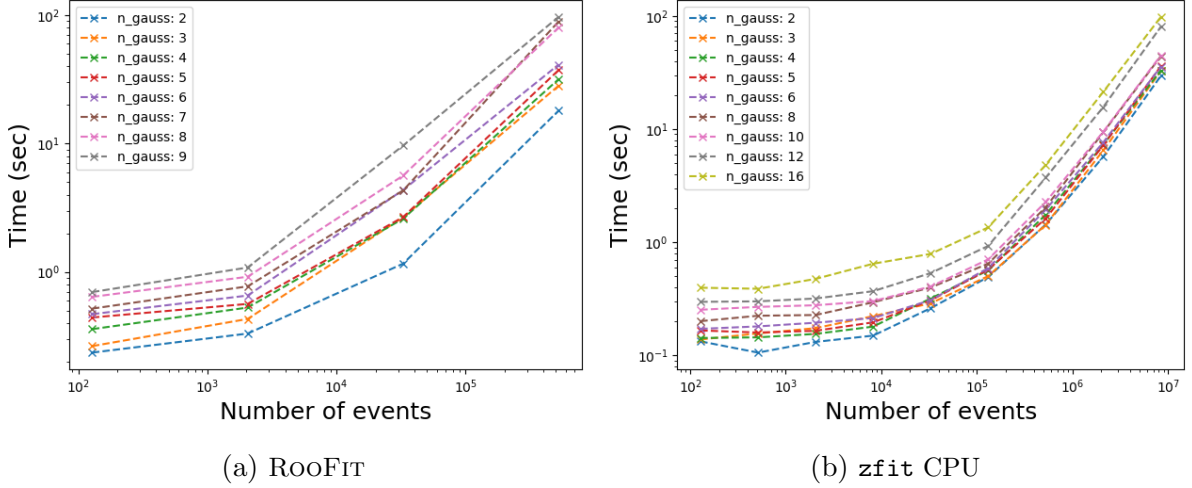 10²
10¹
10⁰
Time (sec)
n_gauss: 2
n_gauss: 3
n_gauss: 4
n_gauss: 5
n_gauss: 6
n_gauss: 7
n_gauss: 8
n_gauss: 9
10² 10³ 10⁴ 10⁵
Number of events
(a) RooFit
10²
10¹
10⁰
10⁻¹
Time (sec)
n_gauss: 2
n_gauss: 3
n_gauss: 4
n_gauss: 5
n_gauss: 6
n_gauss: 8
n_gauss: 10
n_gauss: 12
n_gauss: 16
10² 10³ 10⁴ 10⁵ 10⁶ 10⁷
Number of events
(b) zfit CPU